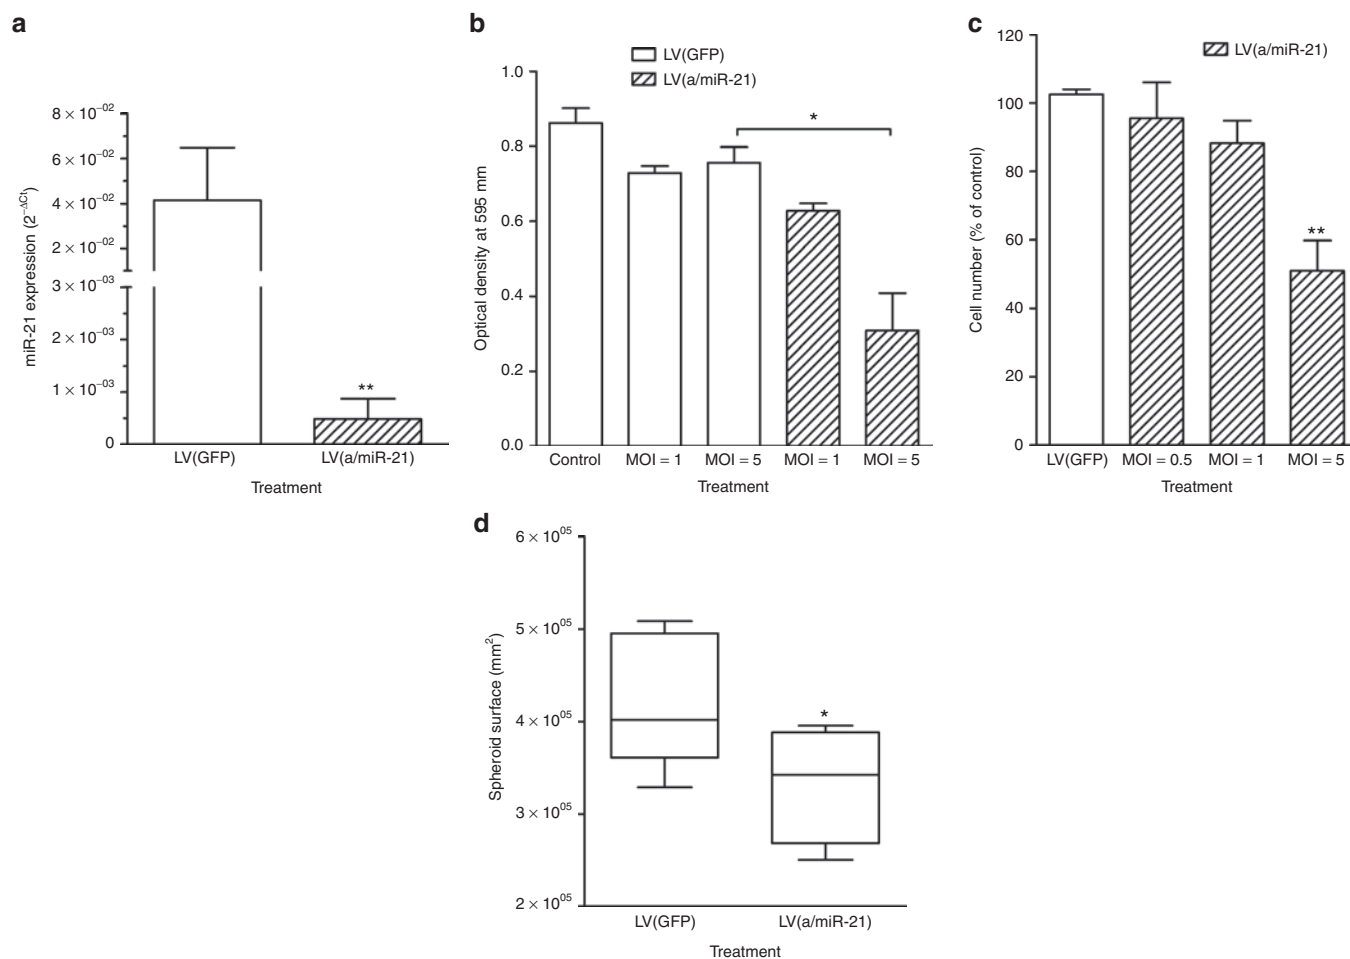 a
miR-21 expression (2⁻ΔCt)
8 × 10⁻⁰²
6 × 10⁻⁰²
4 × 10⁻⁰²
2 × 10⁻⁰²
3 × 10⁻⁰³
2 × 10⁻⁰³
1 × 10⁻⁰³
0
**
LV(GFP) LV(a/miR-21)
Treatment
b
LV(GFP)
LV(a/miR-21)
Optical density at 595 mm
1.0
0.8
0.6
0.4
0.2
0.0
*
Control MOI = 1 MOI = 5 MOI = 1 MOI = 5
Treatment
c
LV(a/miR-21)
Cell number (% of control)
120
100
80
60
40
20
0
**
LV(GFP) MOI = 0.5 MOI = 1 MOI = 5
Treatment
d
Spheroid surface (mm²)
6 × 10⁰⁵
5 × 10⁰⁵
4 × 10⁰⁵
3 × 10⁰⁵
2 × 10⁰⁵
*
LV(GFP) LV(a/miR-21)
Treatment